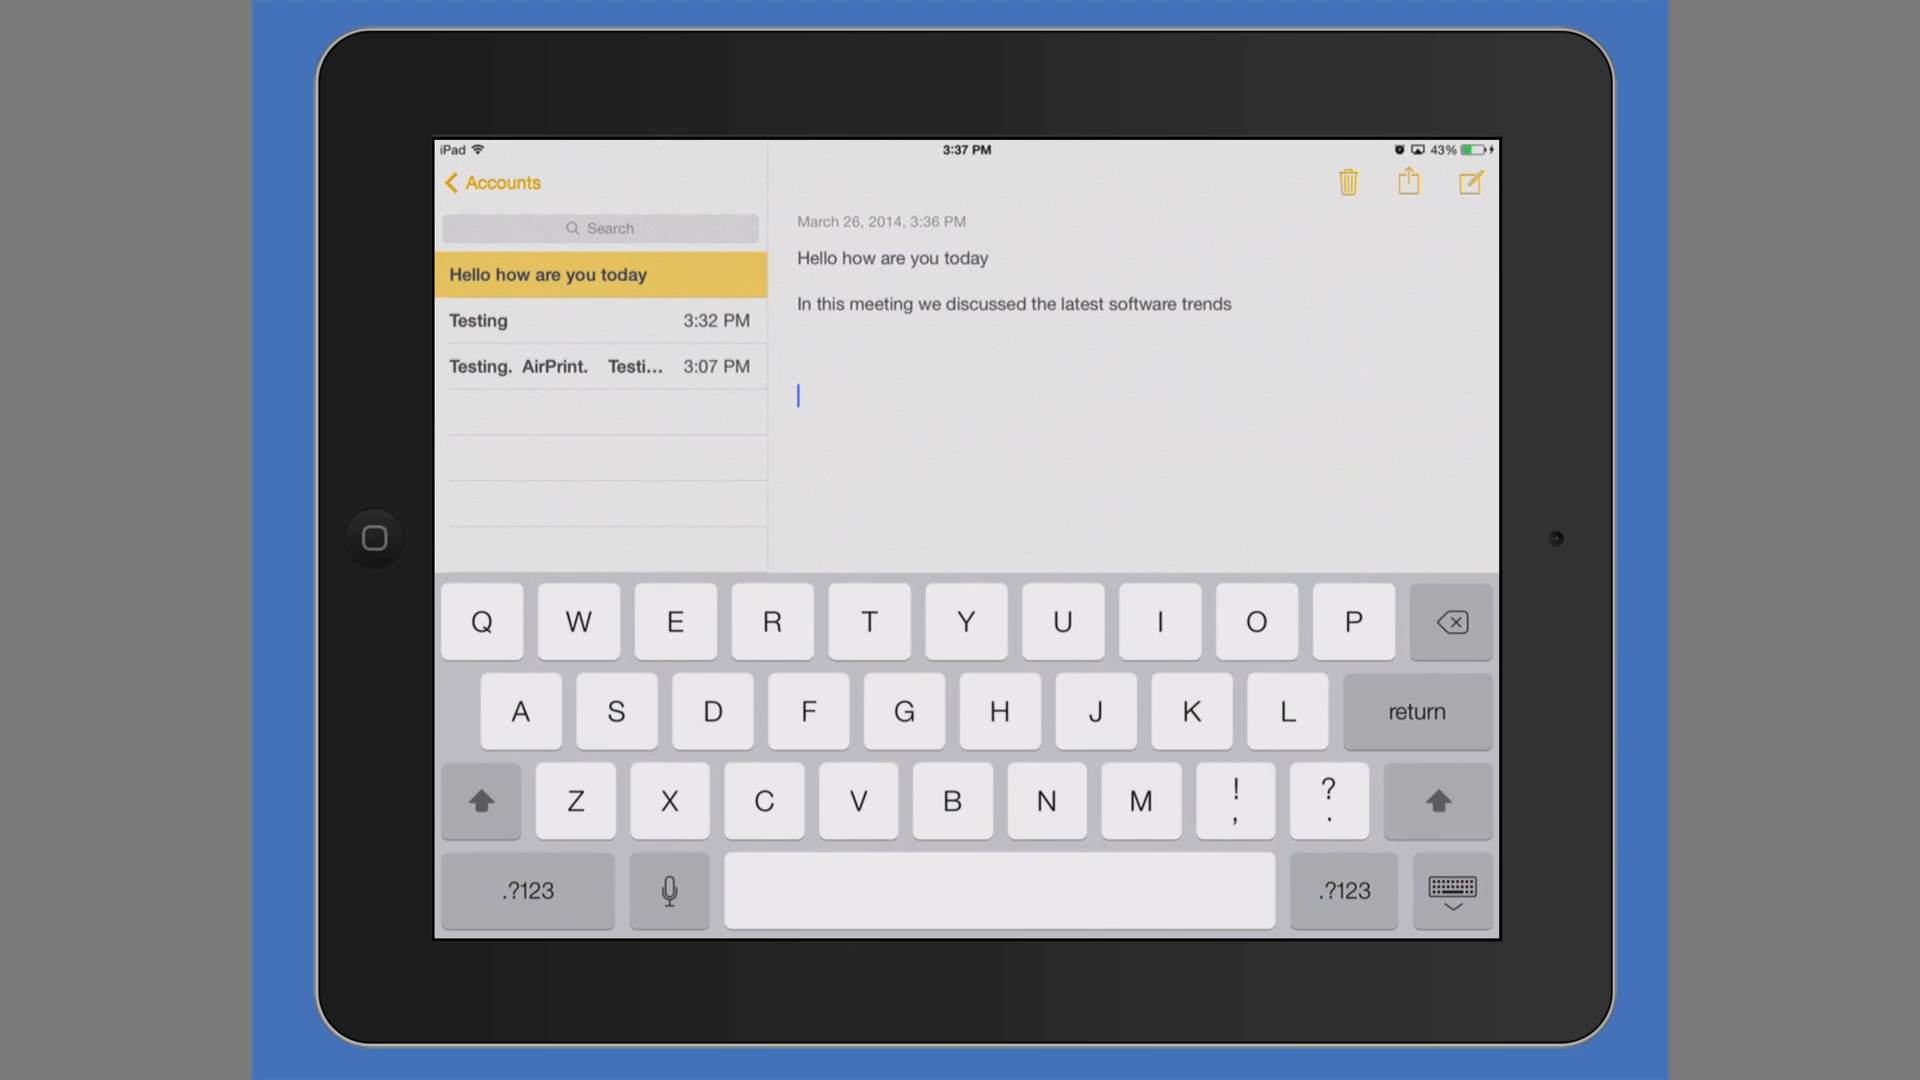 iPad
3:37 PM
43%
Accounts
Search
Hello how are you today
Testing 3:32 PM
Testing. AirPrint. Testi... 3:07 PM
March 26, 2014, 3:36 PM
Hello how are you today
In this meeting we discussed the latest software trends
Q W E R T Y U I O P
A S D F G H J K L return
Z X C V B N M ! , ? .
.?123 .?123